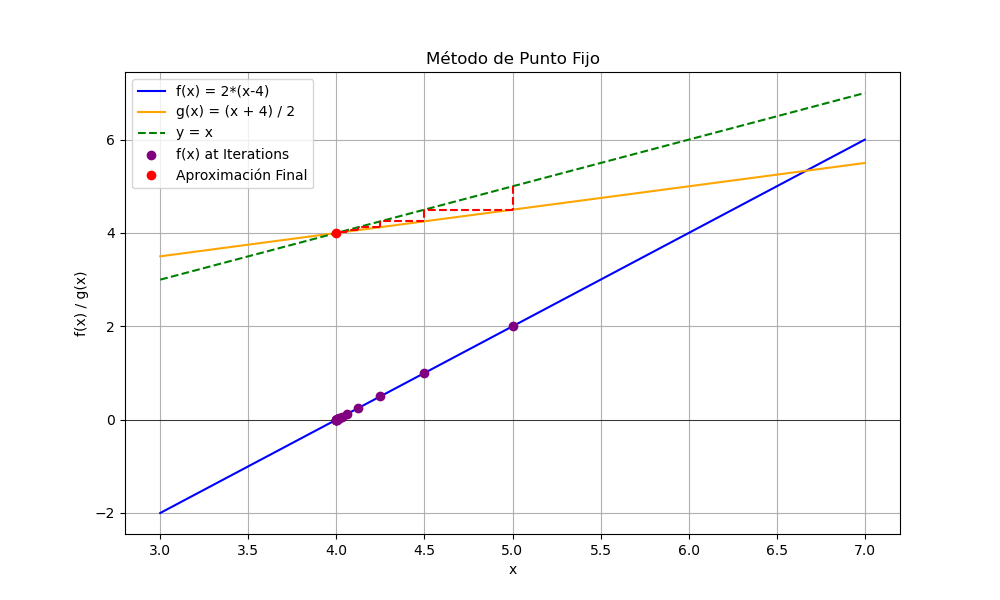 Método de Punto Fijo
f(x) = 2*(x-4)
g(x) = (x + 4) / 2
y = x
f(x) at Iterations
Aproximación Final
f(x) / g(x)
6
4
2
0
−2
3.0 3.5 4.0 4.5 5.0 5.5 6.0 6.5 7.0
x